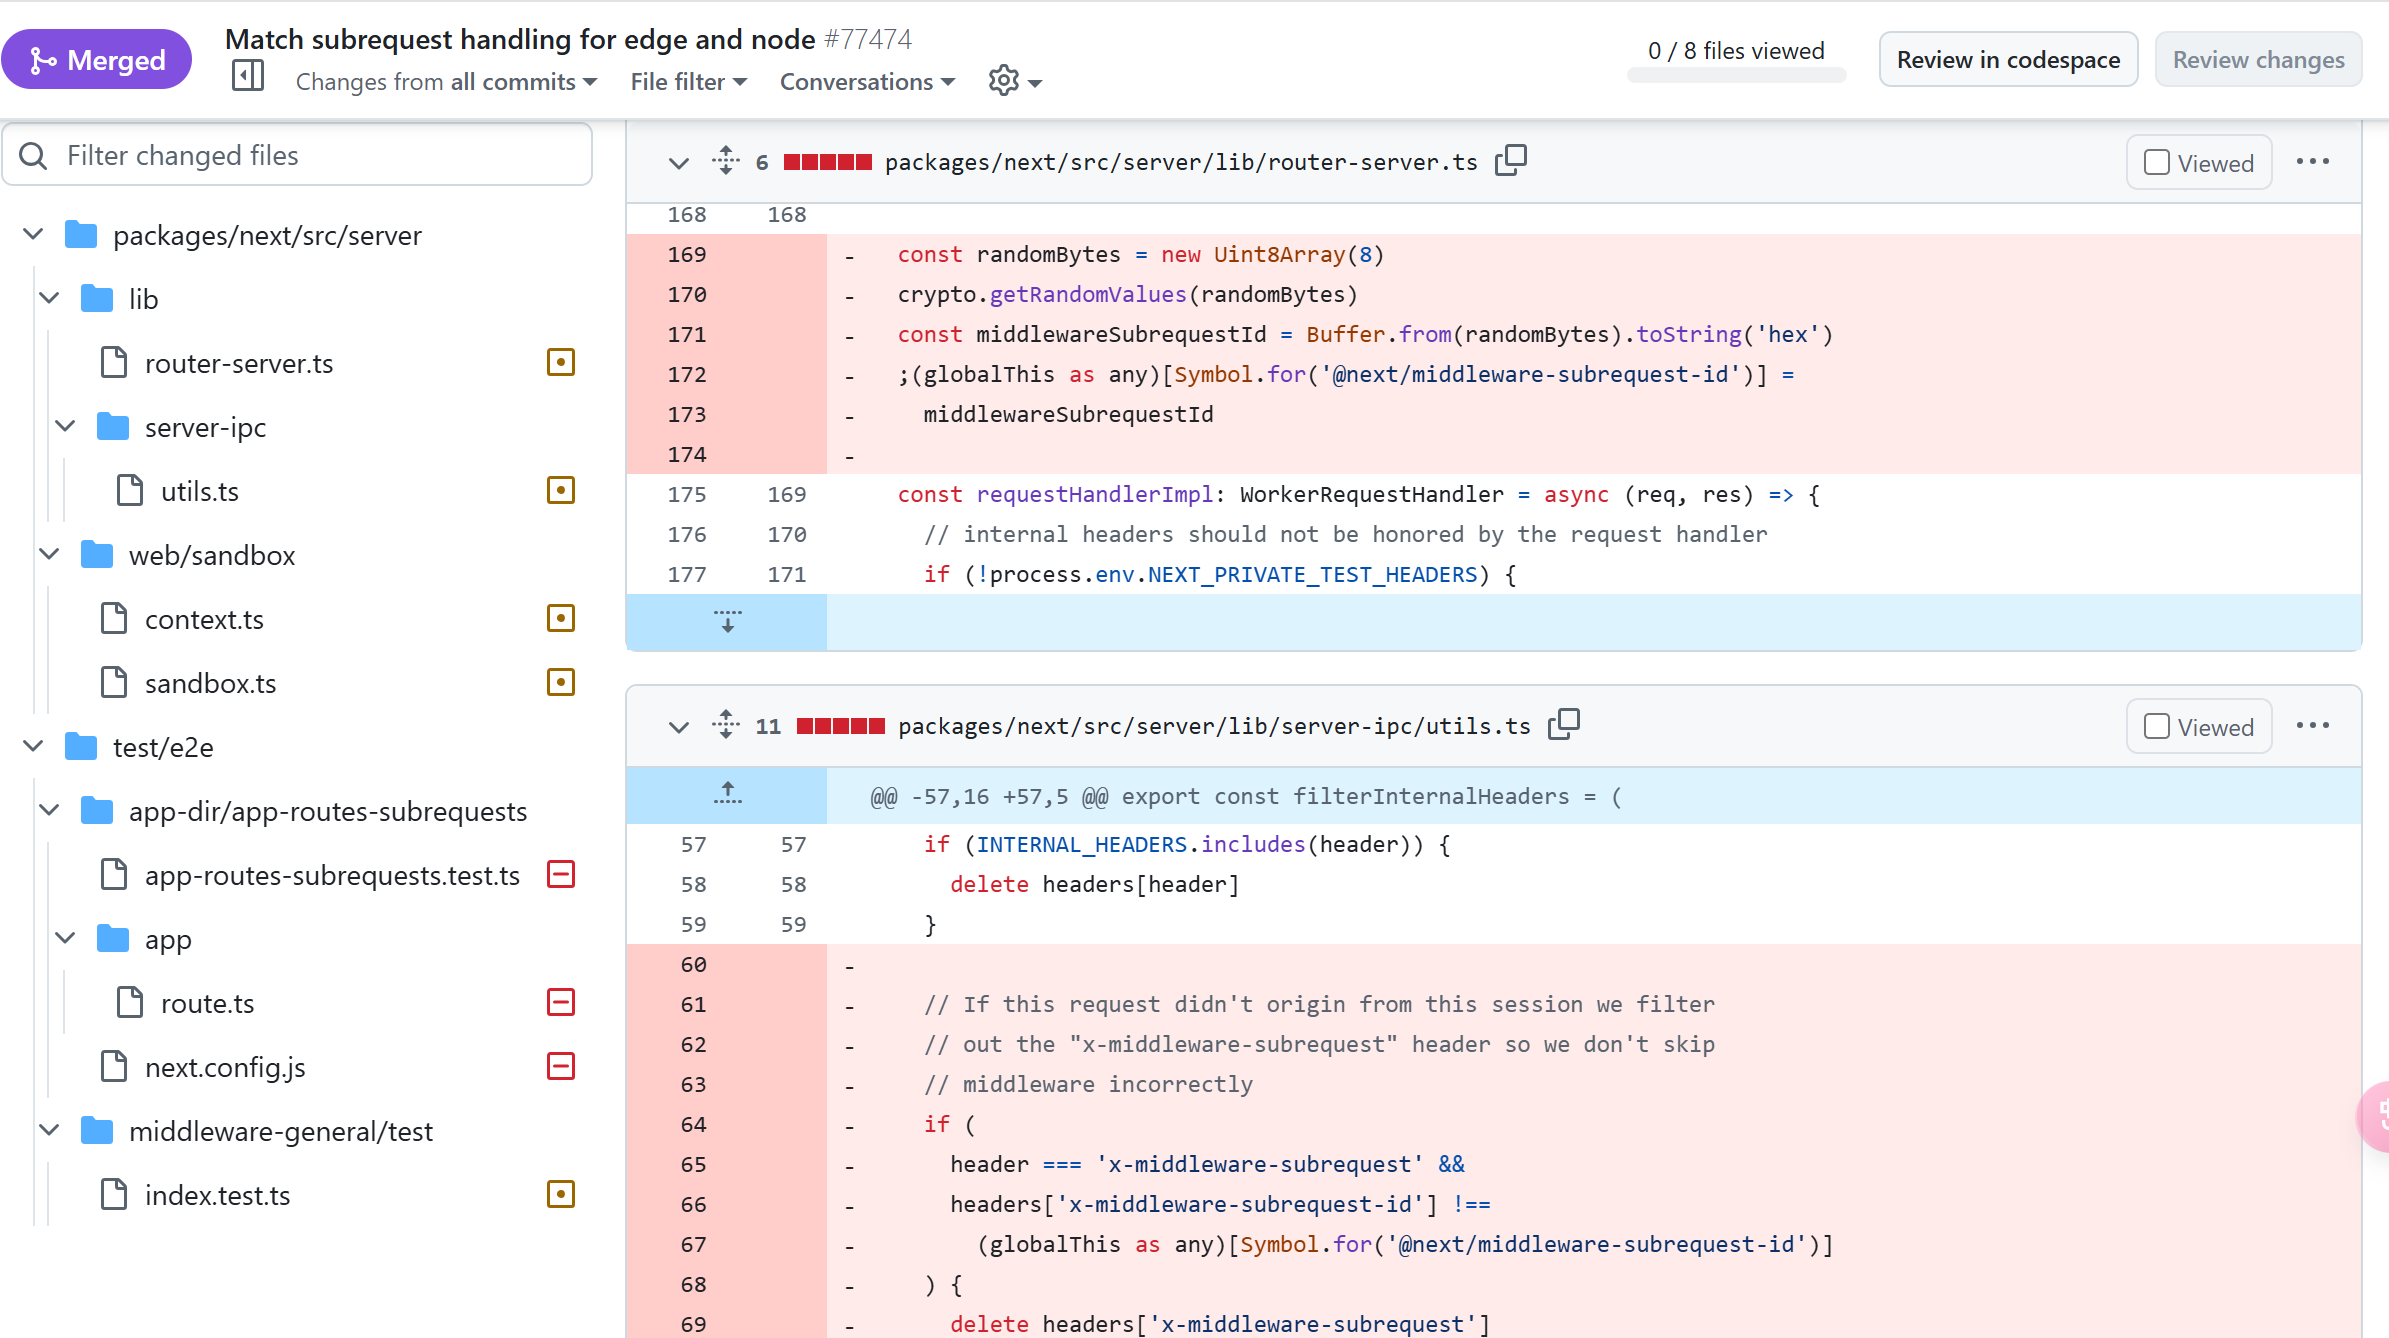 Merged
Match subrequest handling for edge and node #77474
Changes from all commits
File filter
Conversations
0 / 8 files viewed
Review in codespace
Review changes
Filter changed files
packages/next/src/server
lib
router-server.ts
server-ipc
utils.ts
web/sandbox
context.ts
sandbox.ts
test/e2e
app-dir/app-routes-subrequests
app-routes-subrequests.test.ts
app
route.ts
next.config.js
middleware-general/test
index.test.ts
6 packages/next/src/server/lib/router-server.ts
Viewed
168 168
169 - const randomBytes = new Uint8Array(8)
170 - crypto.getRandomValues(randomBytes)
171 - const middlewareSubrequestId = Buffer.from(randomBytes).toString('hex')
172 - ;(globalThis as any)[Symbol.for('@next/middleware-subrequest-id')] =
173 - middlewareSubrequestId
174 -
175 169 const requestHandlerImpl: WorkerRequestHandler = async (req, res) => {
176 170 // internal headers should not be honored by the request handler
177 171 if (!process.env.NEXT_PRIVATE_TEST_HEADERS) {
11 packages/next/src/server/lib/server-ipc/utils.ts
Viewed
@@ -57,16 +57,5 @@ export const filterInternalHeaders = (
57 57 if (INTERNAL_HEADERS.includes(header)) {
58 58 delete headers[header]
59 59 }
60 -
61 - // If this request didn't origin from this session we filter
62 - // out the "x-middleware-subrequest" header so we don't skip
63 - // middleware incorrectly
64 - if (
65 - header === 'x-middleware-subrequest' &&
66 - headers['x-middleware-subrequest-id'] !==
67 - (globalThis as any)[Symbol.for('@next/middleware-subrequest-id')]
68 - ) {
69 - delete headers['x-middleware-subrequest']